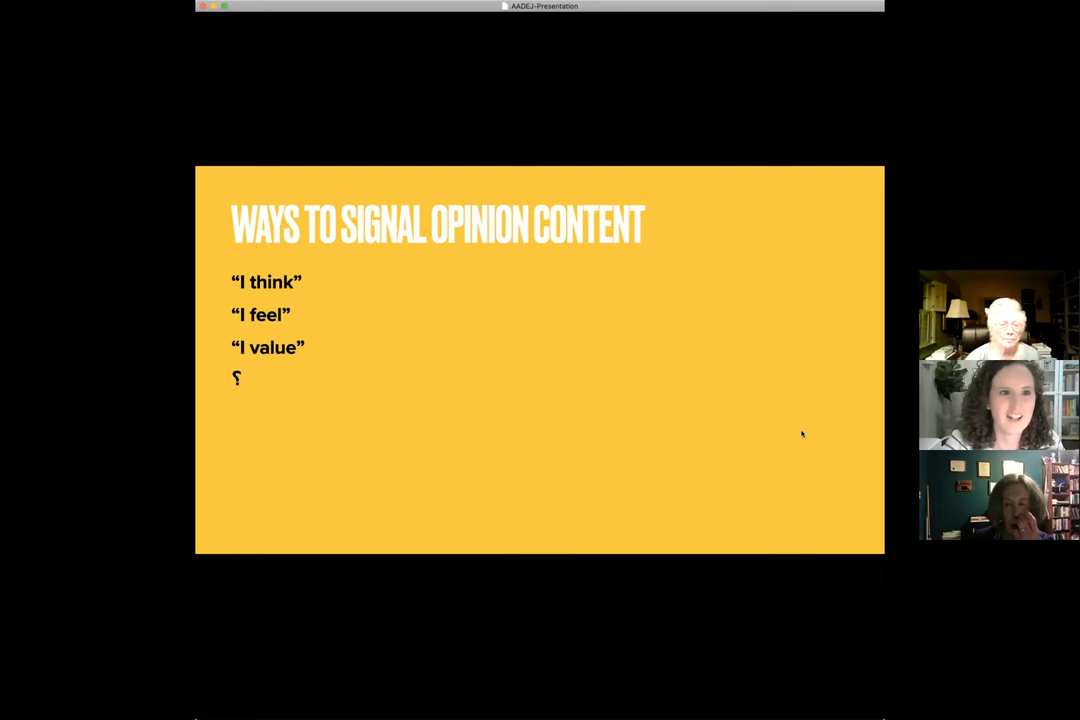 AADEJ-Presentation
WAYS TO SIGNAL OPINION CONTENT
“I think”
“I feel”
“I value”
⸮